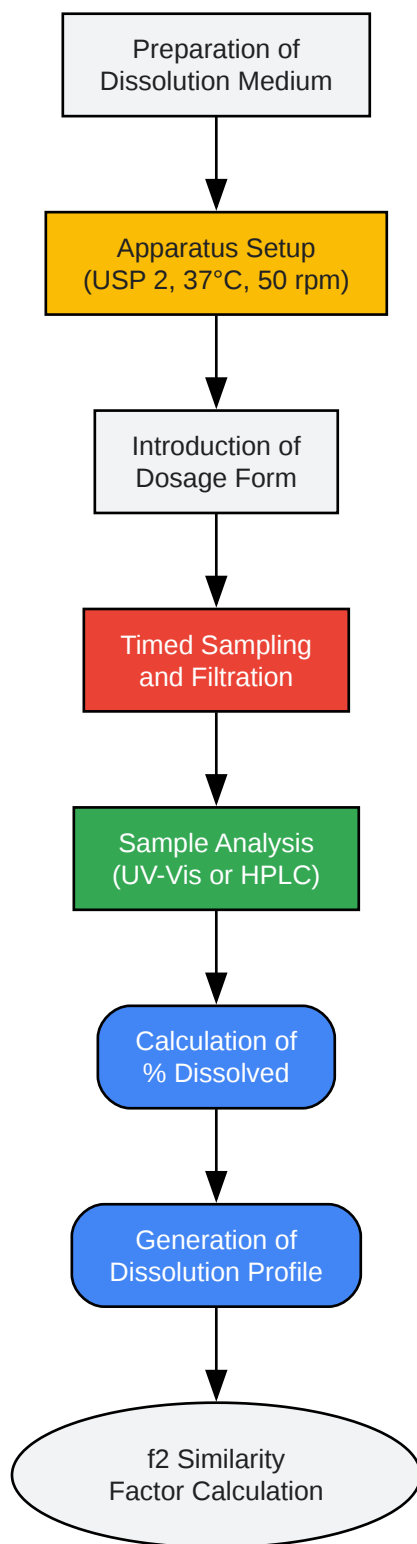 Preparation of
Dissolution Medium
Apparatus Setup
(USP 2, 37°C, 50 rpm)
Introduction of
Dosage Form
Timed Sampling
and Filtration
Sample Analysis
(UV-Vis or HPLC)
Calculation of
% Dissolved
Generation of
Dissolution Profile
f2 Similarity
Factor Calculation